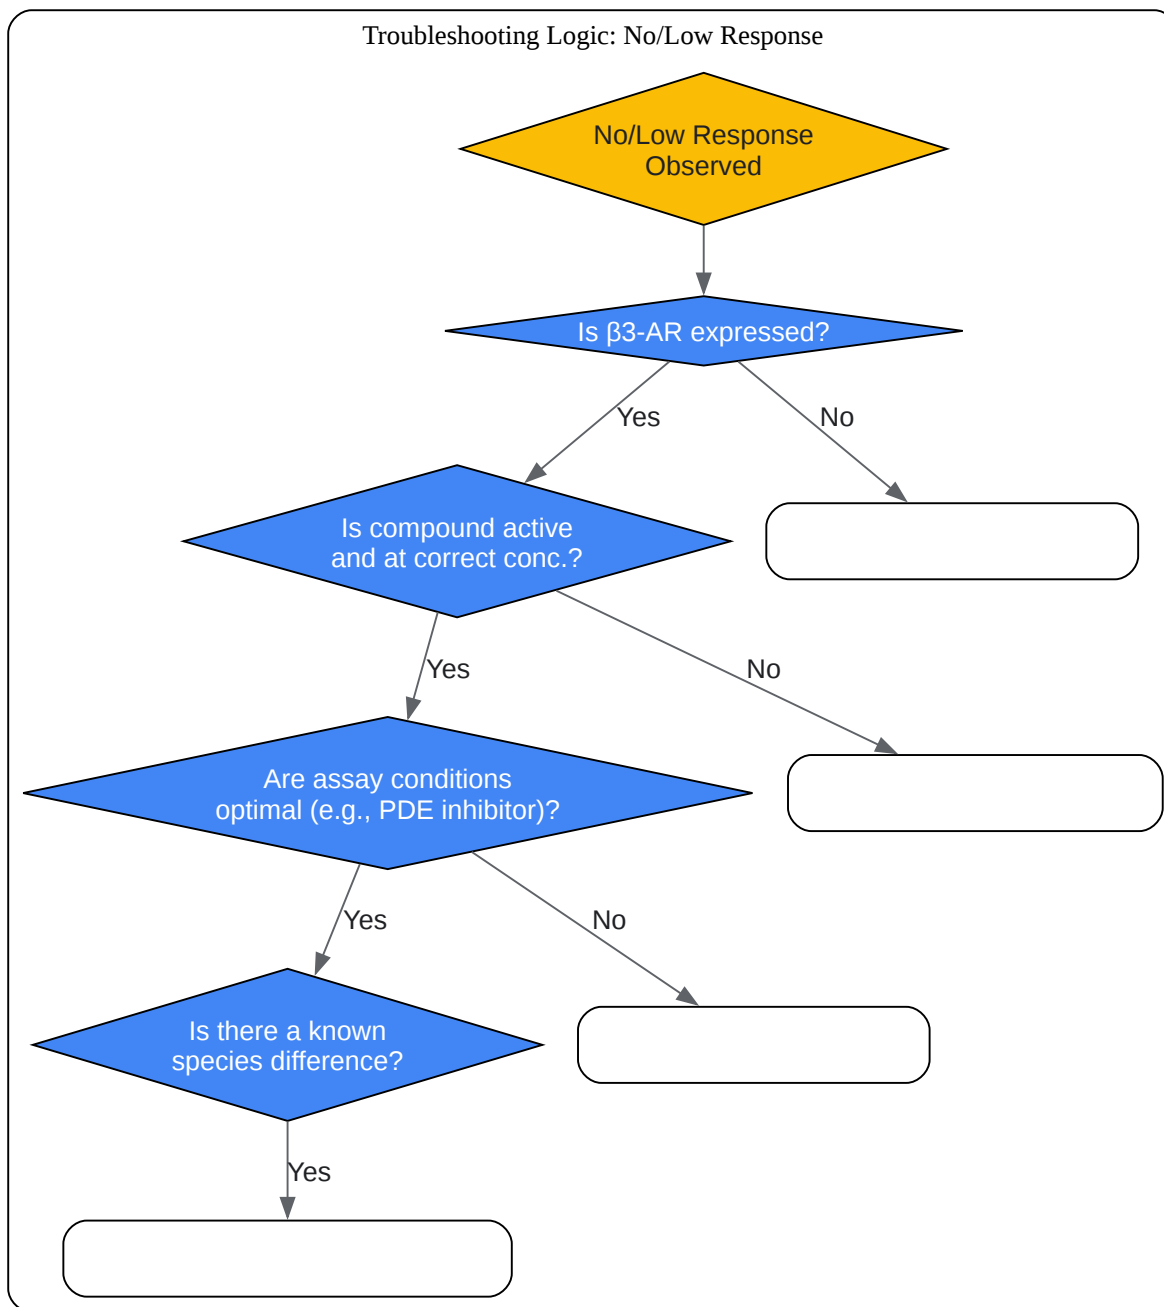 Troubleshooting Logic: No/Low Response
No/Low Response
Observed
Is β3-AR expressed?
Yes
No
Is compound active
and at correct conc.?
Yes
No
Are assay conditions
optimal (e.g., PDE inhibitor)?
Yes
No
Is there a known
species difference?
Yes